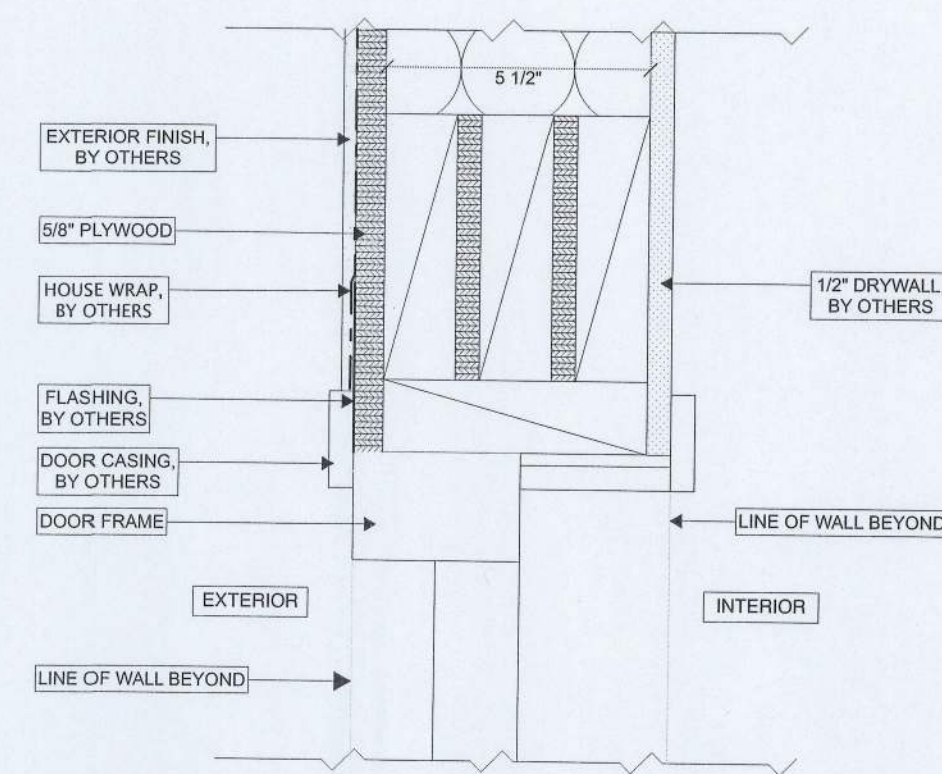 5 1/2"
EXTERIOR FINISH,
BY OTHERS
5/8" PLYWOOD
HOUSE WRAP,
BY OTHERS
1/2" DRYWALL
BY OTHERS
FLASHING,
BY OTHERS
DOOR CASING,
BY OTHERS
DOOR FRAME
LINE OF WALL BEYOND
EXTERIOR
INTERIOR
LINE OF WALL BEYOND